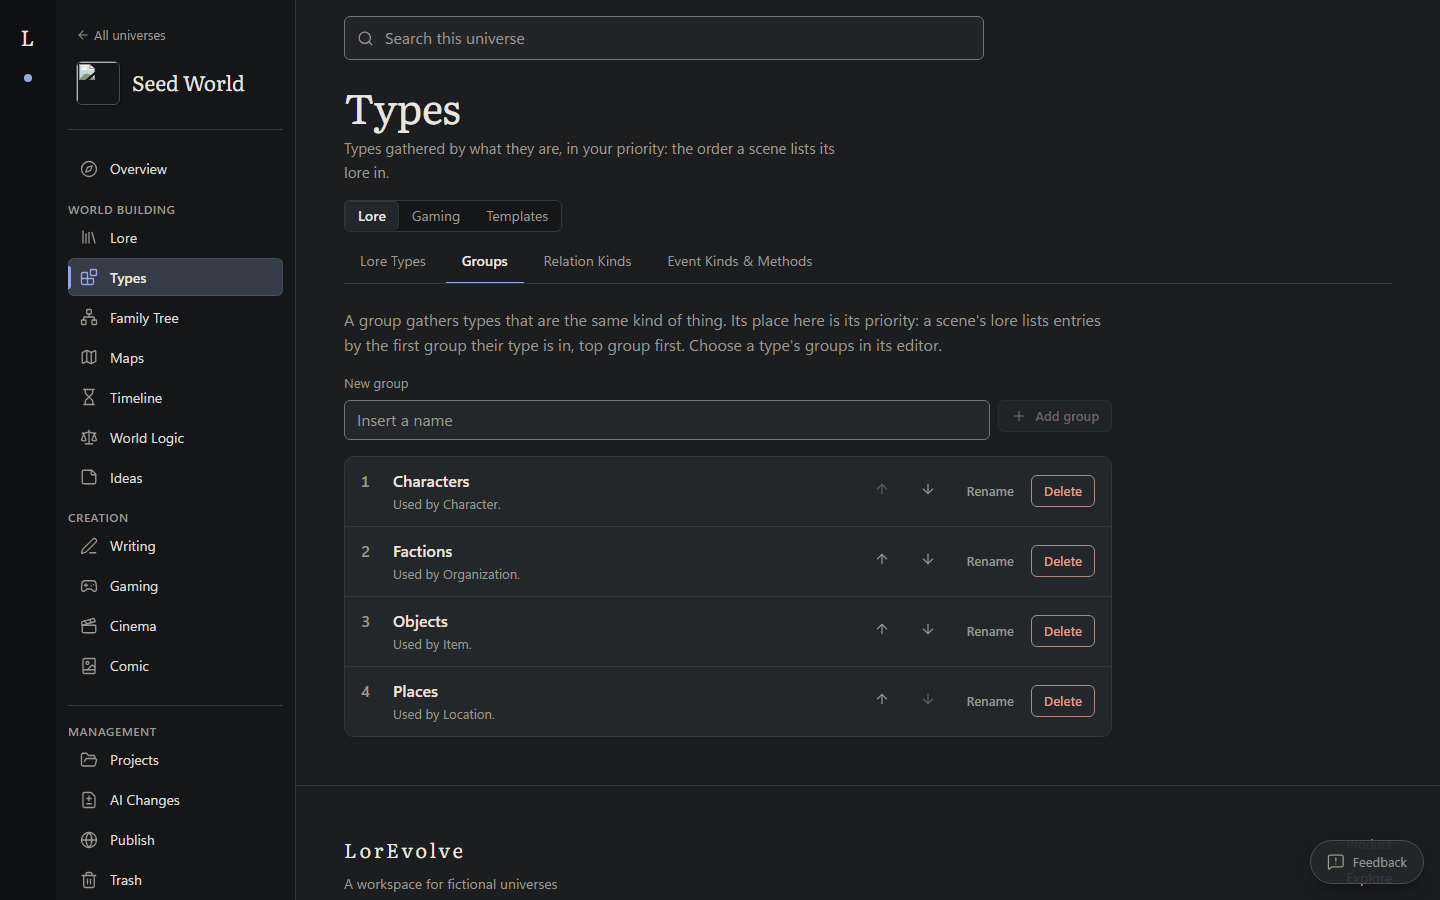 L
All universes
Seed World
Overview
WORLD BUILDING
Lore
Types
Family Tree
Maps
Timeline
World Logic
Ideas
CREATION
Writing
Gaming
Cinema
Comic
MANAGEMENT
Projects
AI Changes
Publish
Trash
Search this universe
Types
Types gathered by what they are, in your priority: the order a scene lists its
lore in.
Lore Gaming Templates
Lore Types Groups Relation Kinds Event Kinds & Methods
A group gathers types that are the same kind of thing. Its place here is its priority: a scene's lore lists entries
by the first group their type is in, top group first. Choose a type's groups in its editor.
New group
Insert a name
Add group
1 Characters
Used by Character.
Rename Delete
2 Factions
Used by Organization.
Rename Delete
3 Objects
Used by Item.
Rename Delete
4 Places
Used by Location.
Rename Delete
LorEvolve
A workspace for fictional universes
Product
Feedback
Explore